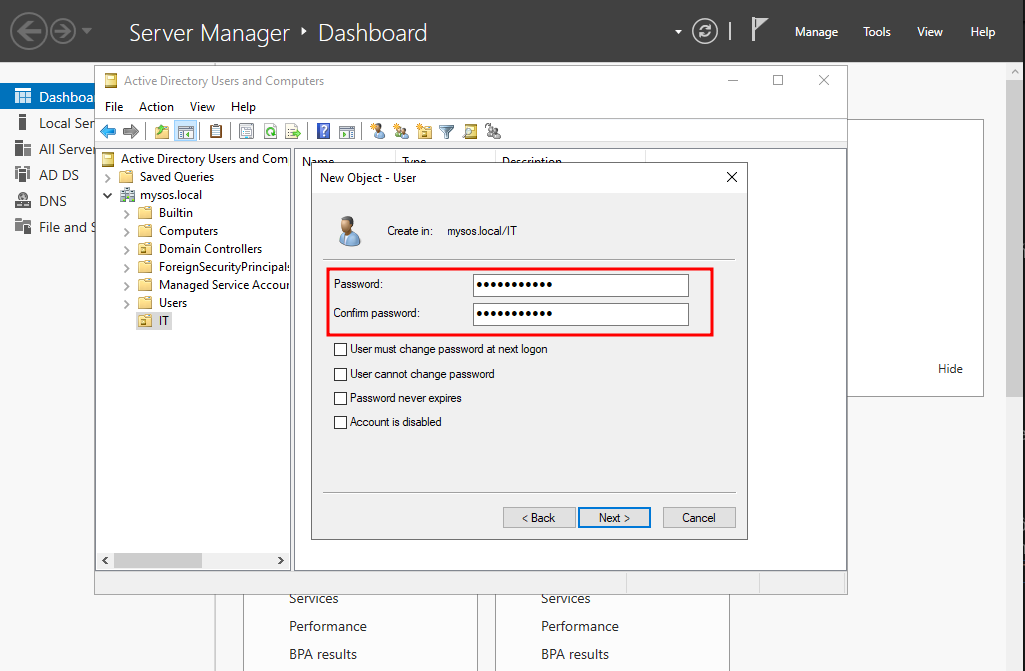 Server Manager ‣ Dashboard
Manage Tools View Help
Dashboa
Local Ser
All Server
AD DS
DNS
File and S
Active Directory Users and Computers
File Action View Help
Active Directory Users and Com
Saved Queries
mysos.local
Builtin
Computers
Domain Controllers
ForeignSecurityPrincipals
Managed Service Accoun
Users
IT
Name Type Description
New Object - User
Create in: mysos.local/IT
Password: ●●●●●●●●●●●
Confirm password: ●●●●●●●●●●●
User must change password at next logon
User cannot change password
Password never expires
Account is disabled
< Back Next > Cancel
Hide
Services
Performance
BPA results
Services
Performance
BPA results